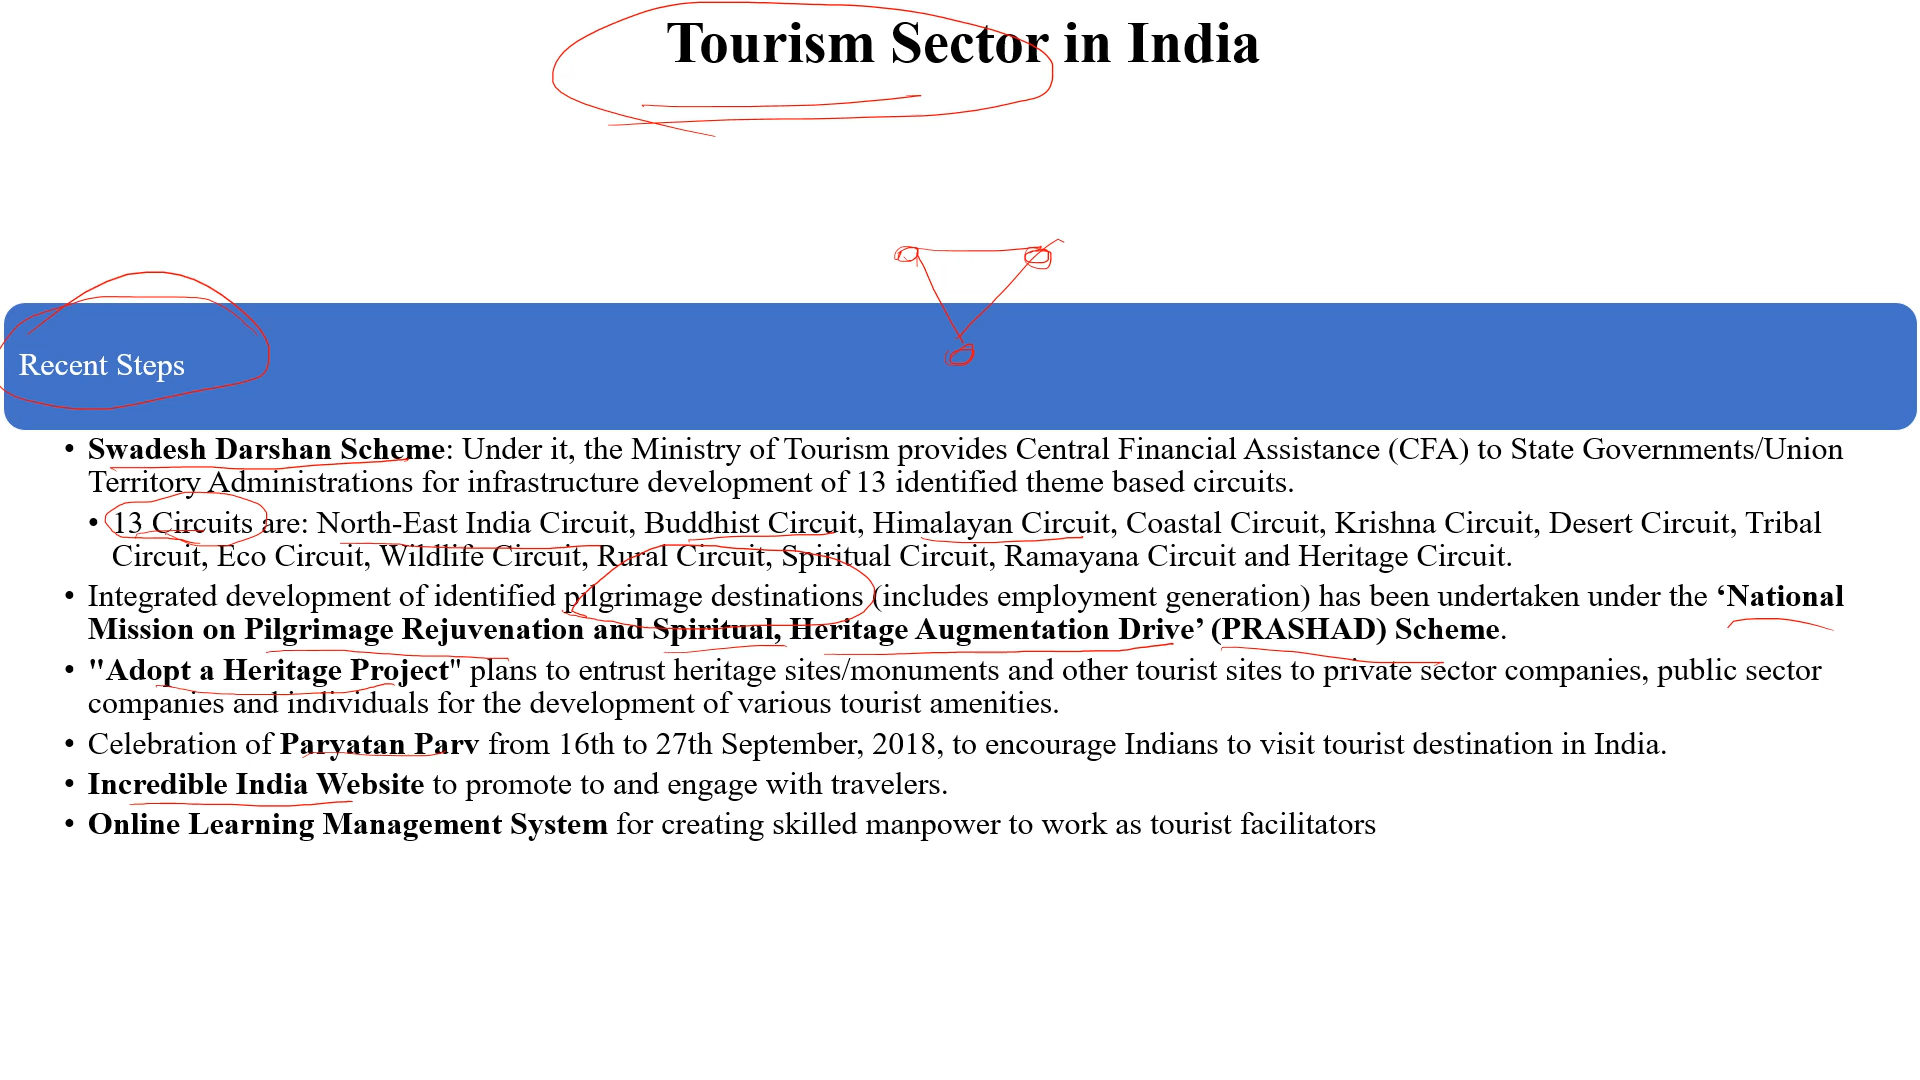 Tourism Sector in India
Recent Steps
• Swadesh Darshan Scheme: Under it, the Ministry of Tourism provides Central Financial Assistance (CFA) to State Governments/Union
Territory Administrations for infrastructure development of 13 identified theme based circuits.
• 13 Circuits are: North-East India Circuit, Buddhist Circuit, Himalayan Circuit, Coastal Circuit, Krishna Circuit, Desert Circuit, Tribal
Circuit, Eco Circuit, Wildlife Circuit, Rural Circuit, Spiritual Circuit, Ramayana Circuit and Heritage Circuit.
• Integrated development of identified pilgrimage destinations (includes employment generation) has been undertaken under the ‘National
Mission on Pilgrimage Rejuvenation and Spiritual, Heritage Augmentation Drive’ (PRASHAD) Scheme.
• "Adopt a Heritage Project" plans to entrust heritage sites/monuments and other tourist sites to private sector companies, public sector
companies and individuals for the development of various tourist amenities.
• Celebration of Paryatan Parv from 16th to 27th September, 2018, to encourage Indians to visit tourist destination in India.
• Incredible India Website to promote to and engage with travelers.
• Online Learning Management System for creating skilled manpower to work as tourist facilitators